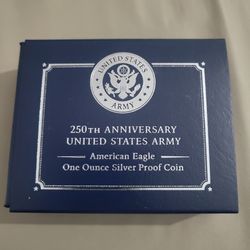 UNITED STATES
ARMY
250TH ANNIVERSARY
UNITED STATES ARMY
American Eagle
One Ounce Silver Proof Coin